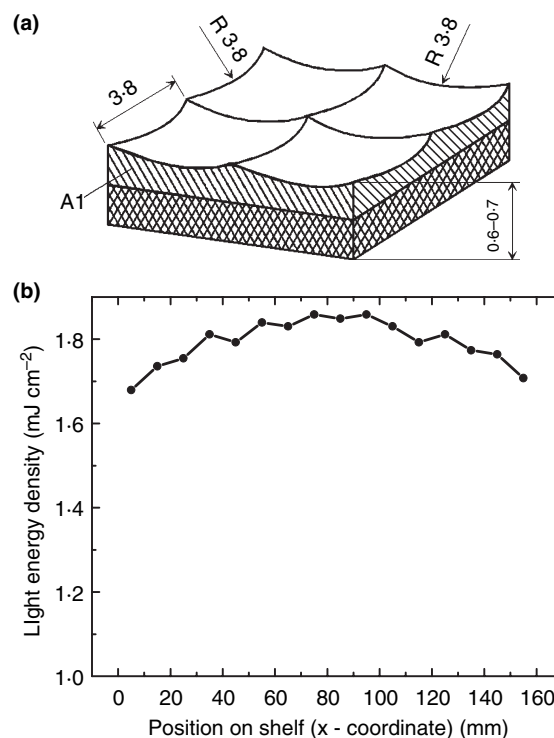 (a)
R 3·8
R 3·8
3·8
A1
0·6–0·7
(b)
LIght energy density (mJ cm−2)
1·8
1·6
1·4
1·2
1·0
0 20 40 60 80 100 120 140 160
Position on shelf (x - coordinate) (mm)